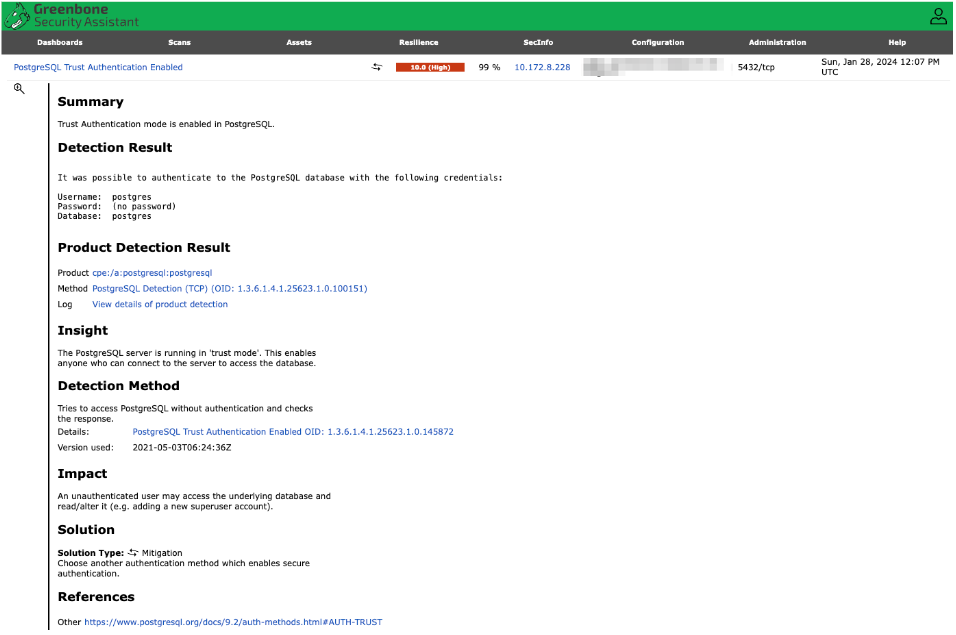 Greenbone
Security Assistant
Dashboards Scans Assets Resilience SecInfo Configuration Administration Help
PostgreSQL Trust Authentication Enabled 10.0 (High) 99 % 10.172.8.228 5432/tcp Sun, Jan 28, 2024 12:07 PM
UTC
Summary
Trust Authentication mode is enabled in PostgreSQL.
Detection Result
It was possible to authenticate to the PostgreSQL database with the following credentials:
Username: postgres
Password: (no password)
Database: postgres
Product Detection Result
Product cpe:/a:postgresql:postgresql
Method PostgreSQL Detection (TCP) (OID: 1.3.6.1.4.1.25623.1.0.100151)
Log View details of product detection
Insight
The PostgreSQL server is running in 'trust mode'. This enables
anyone who can connect to the server to access the database.
Detection Method
Tries to access PostgreSQL without authentication and checks
the response.
Details: PostgreSQL Trust Authentication Enabled OID: 1.3.6.1.4.1.25623.1.0.145872
Version used: 2021-05-03T06:24:36Z
Impact
An unauthenticated user may access the underlying database and
read/alter it (e.g. adding a new superuser account).
Solution
Solution Type: Mitigation
Choose another authentication method which enables secure
authentication.
References
Other https://www.postgresql.org/docs/9.2/auth-methods.html#AUTH-TRUST